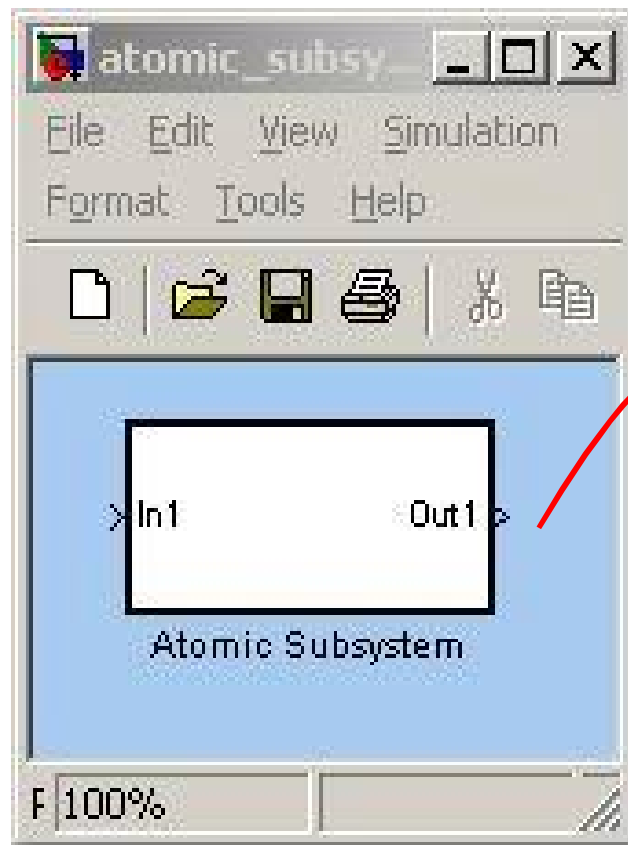 atomic_subsy...
File Edit View Simulation
Format Tools Help
In1 Out1
Atomic Subsystem
F 100%